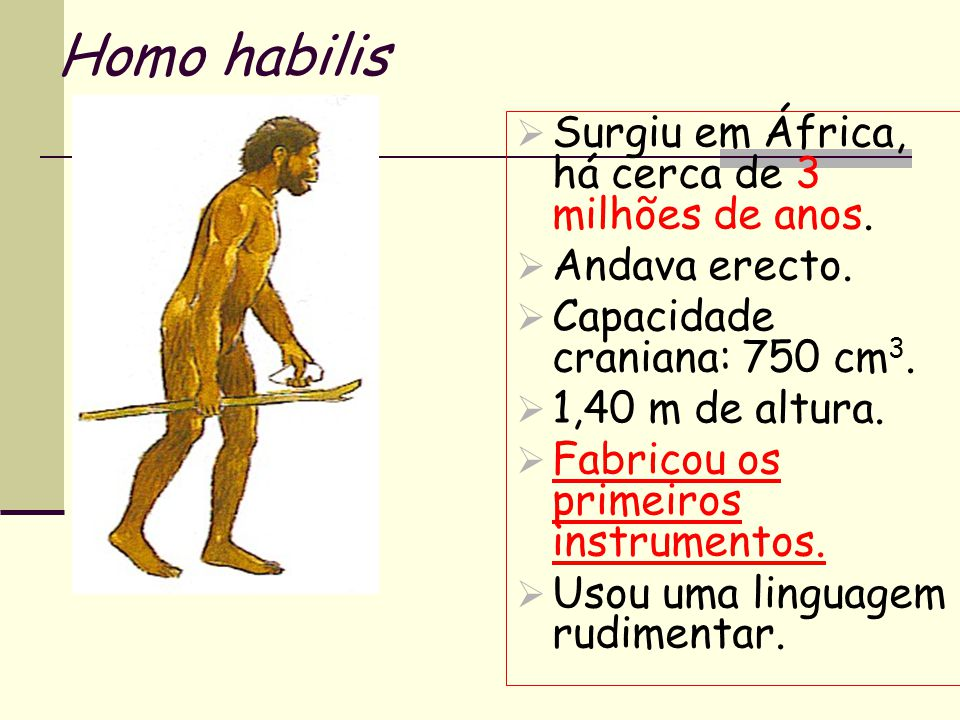 Homo habilis
➢ Surgiu em África,
há cerca de 3
milhões de anos.
➢ Andava erecto.
➢ Capacidade
craniana: 750 cm³.
➢ 1,40 m de altura.
➢ Fabricou os
primeiros
instrumentos.
➢ Usou uma linguagem
rudimentar.